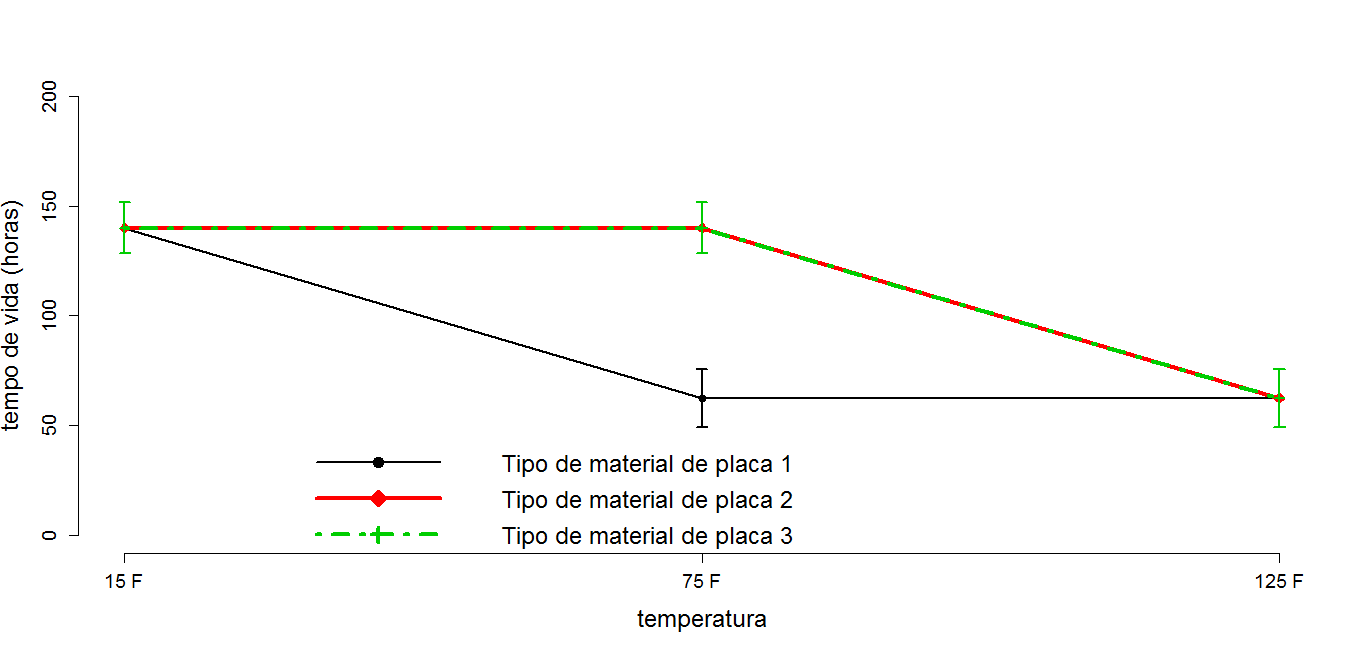 tempo de vida (horas)
200
150
100
50
0
Tipo de material de placa 1
Tipo de material de placa 2
Tipo de material de placa 3
15 F
75 F
125 F
temperatura